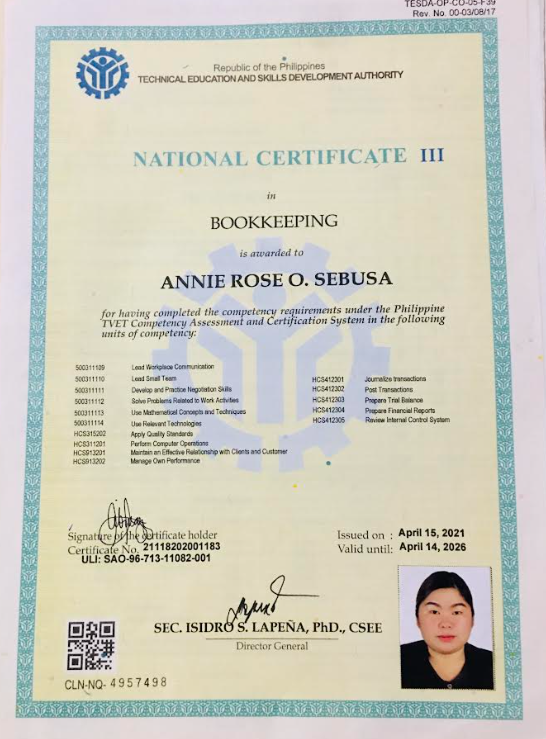 TESDA-OP-CO-05-F39
Rev. No. 00-03/08/17
Republic of the Philippines
TECHNICAL EDUCATION AND SKILLS DEVELOPMENT AUTHORITY
NATIONAL CERTIFICATE III
in
BOOKKEEPING
is awarded to
ANNIE ROSE O. SEBUSA
for having completed the competency requirements under the Philippine
TVET Competency Assessment and Certification System in the following
units of competency:
500311109 Lead Workplace Communication
500311110 Lead Small Team
500311111 Develop and Practice Negotiation Skills
500311112 Solve Problems Related to Work Activities
500311113 Use Mathematical Concepts and Techniques
500311114 Use Relevant Technologies
HCS315202 Apply Quality Standards
HCS311201 Perform Computer Operations
HCS913201 Maintain an Effective Relationship with Clients and Customer
HCS913202 Manage Own Performance
HCS412301 Journalize transactions
HCS412302 Post Transactions
HCS412303 Prepare Trial Balance
HCS412304 Prepare Financial Reports
HCS412305 Review Internal Control System
Signature of the certificate holder
Certificate No. 21118202001183
ULI: SAO-96-713-11082-001
Issued on : April 15, 2021
Valid until: April 14, 2026
SEC. ISIDRO S. LAPEÑA, PhD., CSEE
Director General
CLN-NQ- 4957498